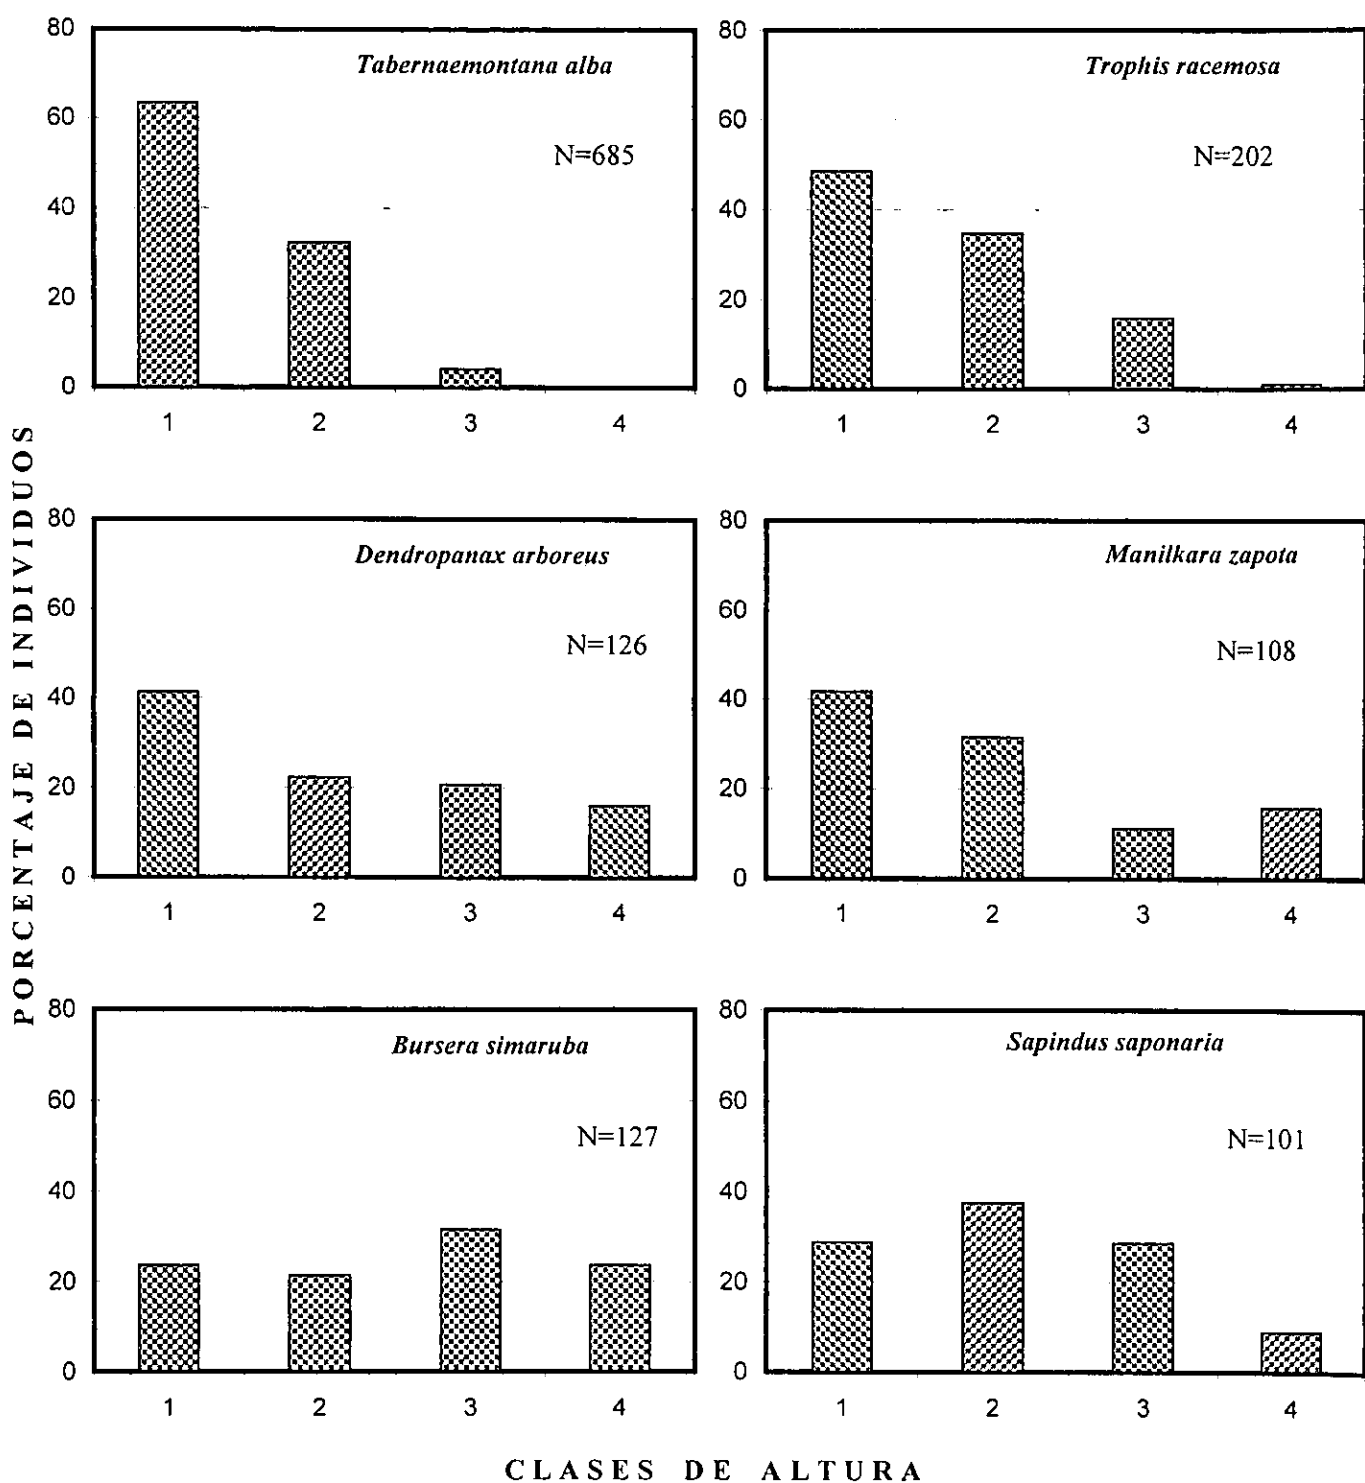 80
60
40
20
0
Tabernaemontana alba
N=685
1 2 3 4
80
60
40
20
0
Trophis racemosa
N=202
1 2 3 4
80
60
40
20
0
Dendropanax arboreus
N=126
1 2 3 4
80
60
40
20
0
Manilkara zapota
N=108
1 2 3 4
80
60
40
20
0
Bursera simaruba
N=127
1 2 3 4
80
60
40
20
0
Sapindus saponaria
N=101
1 2 3 4
PORCENTAJE DE INDIVIDUOS
CLASES DE ALTURA